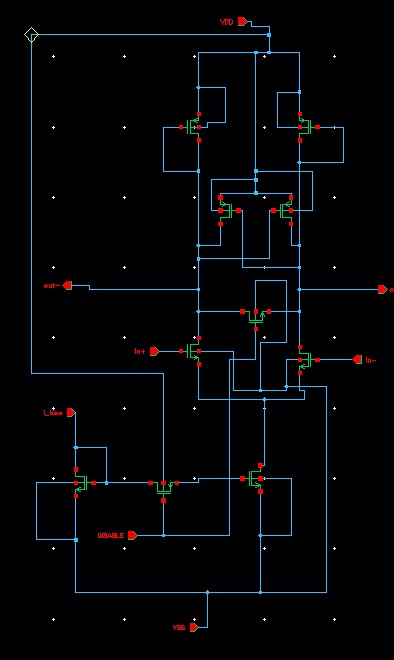 VDD
out-
in+
in-
i_bias
DISABLE
VSS